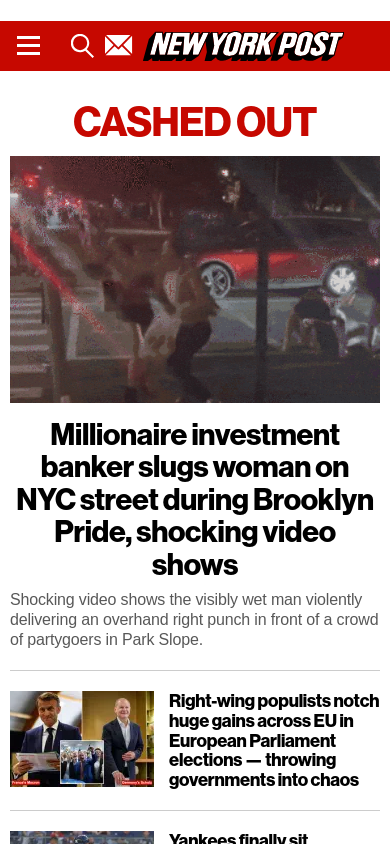 NEW YORK POST
CASHED OUT
Millionaire investment
banker slugs woman on
NYC street during Brooklyn
Pride, shocking video
shows
Shocking video shows the visibly wet man violently
delivering an overhand right punch in front of a crowd
of partygoers in Park Slope.
Right-wing populists notch
huge gains across EU in
European Parliament
elections — throwing
governments into chaos
Yankees finally sit